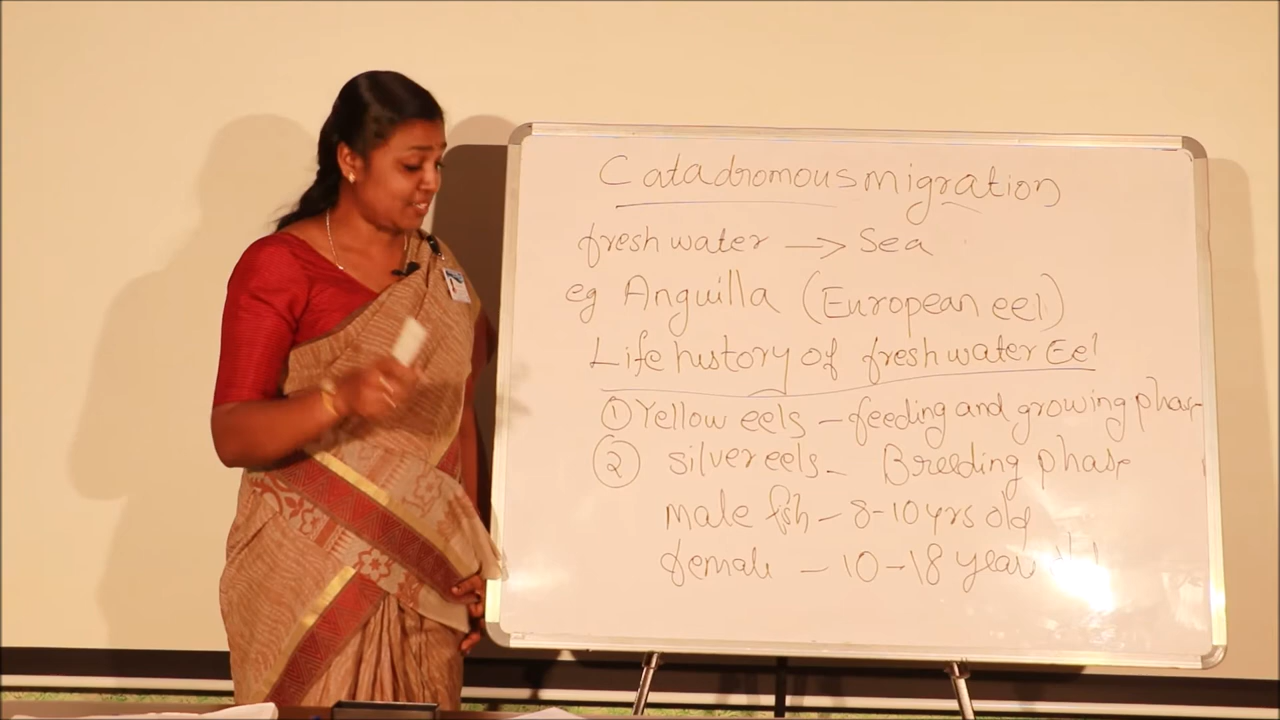 Catadromous migration
fresh water → Sea
eg Anguilla (European eel)
Life history of fresh water Eel
① Yellow eels – feeding and growing phase
② silver eels – Breeding phase
male fish – 8-10 yrs old
female – 10-18 year old